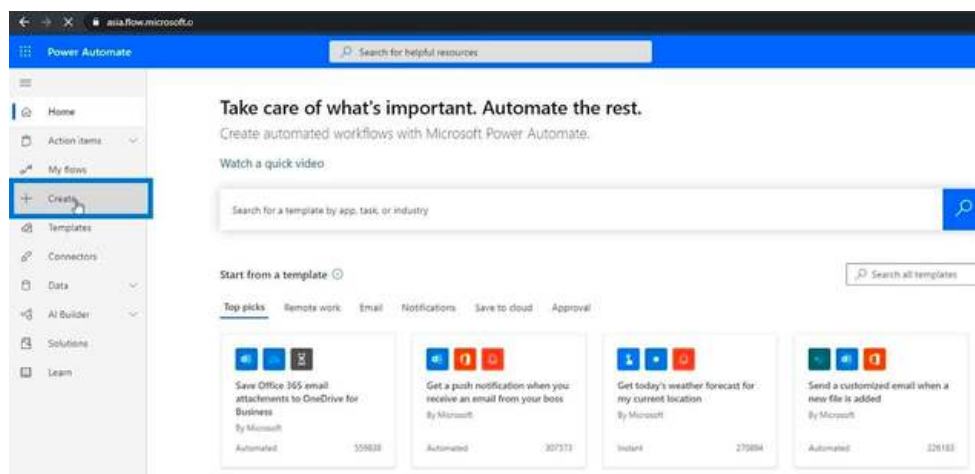 asia.flow.microsoft.o
Power Automate
Search for helpful resources
Home
Action items
My flows
Create
Templates
Connectors
Data
AI Builder
Solutions
Learn
Take care of what's important. Automate the rest.
Create automated workflows with Microsoft Power Automate.
Watch a quick video
Search for a template by app, task, or industry
Start from a template
Search all templates
Top picks Remote work Email Notifications Save to cloud Approval
Save Office 365 email
attachments to OneDrive for
Business
By Microsoft
Automated 559838
Get a push notification when you
receive an email from your boss
By Microsoft
Automated 307573
Get today's weather forecast for
my current location
By Microsoft
Instant 270894
Send a customized email when a
new file is added
By Microsoft
Automated 226183